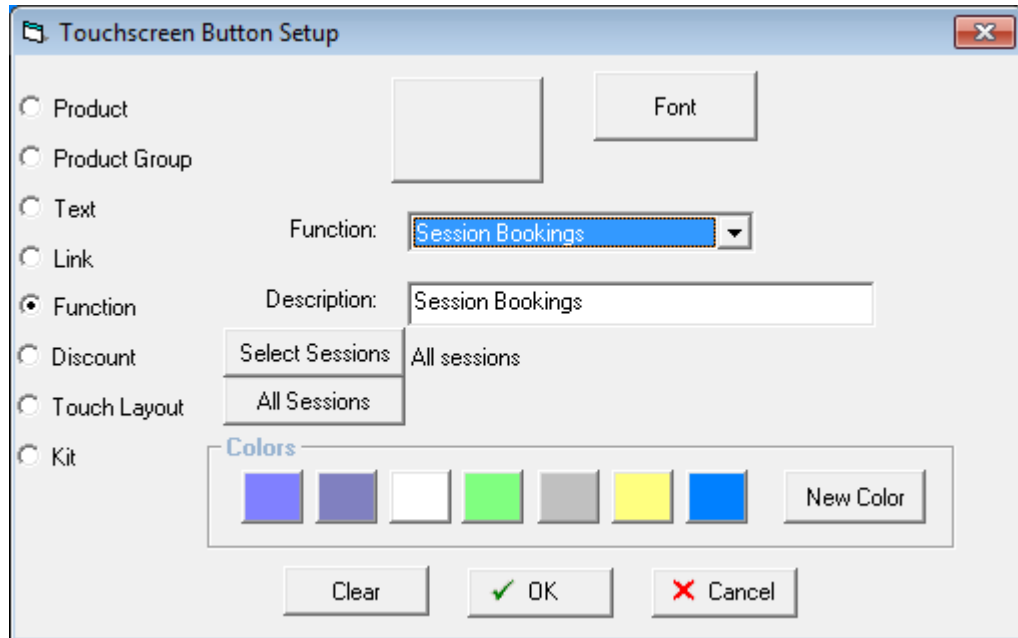 Touchscreen Button Setup
Product
Font
Product Group
Text
Function: Session Bookings
Link
Function
Description: Session Bookings
Discount
Select Sessions All sessions
Touch Layout
All Sessions
Kit
Colors
New Color
Clear OK Cancel